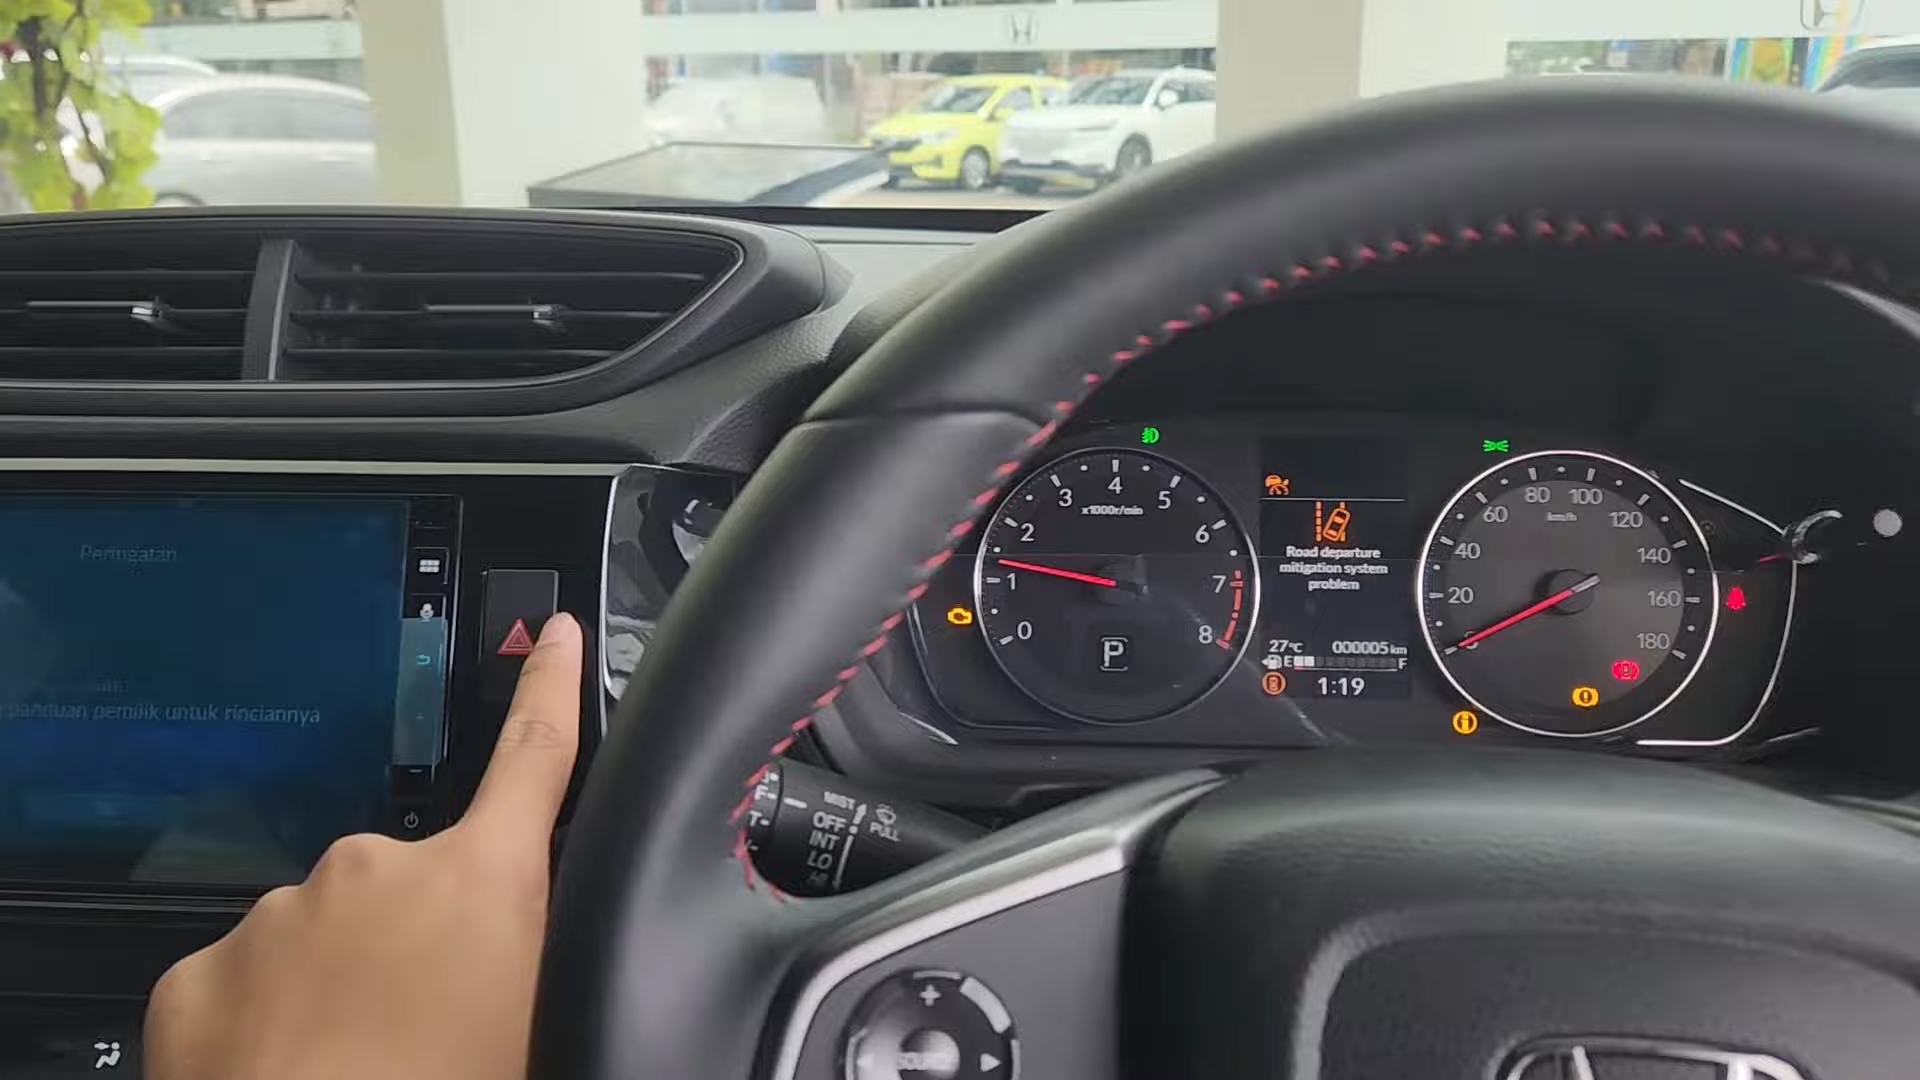 Peringatan
panduan pemilik untuk rinciannya
MIST
OFF
INT
LO
PULL
SOURCE
0 1 2 3 4 5 6 7 8
x1000r/min
P
Road departure
mitigation system
problem
27°C 000005 km
E F
1:19
20 40 60 80 100 120 140 160 180
km/h